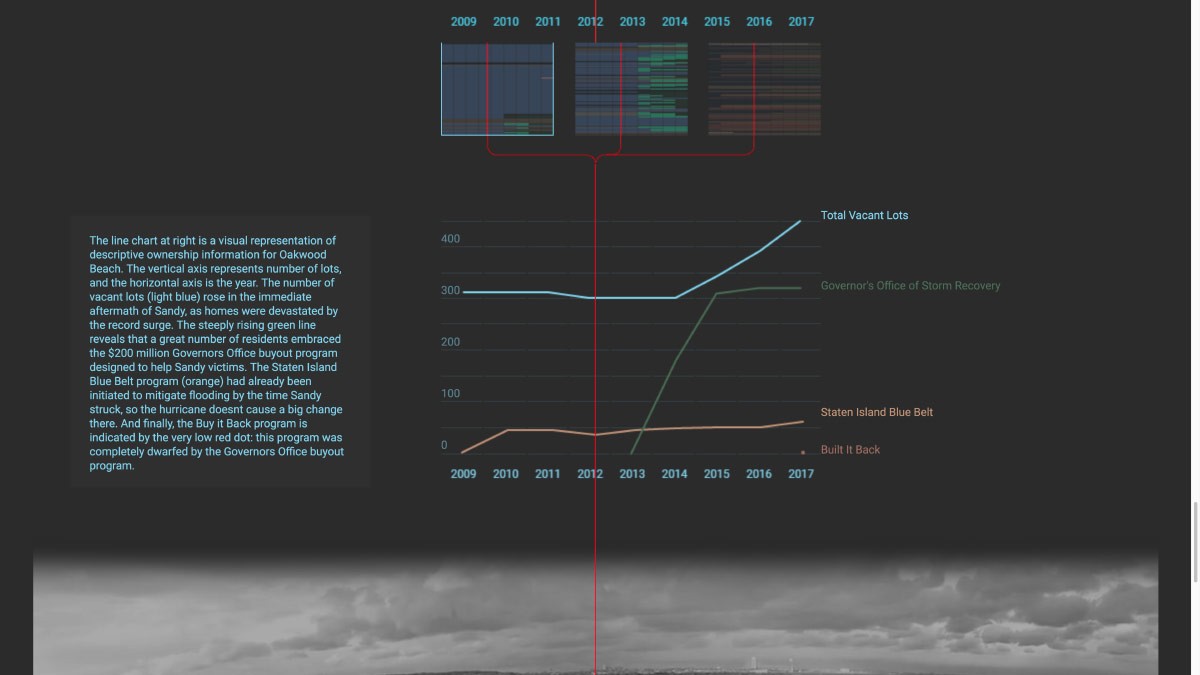 2009 2010 2011 2012 2013 2014 2015 2016 2017
The line chart at right is a visual representation of
descriptive ownership information for Oakwood
Beach. The vertical axis represents number of lots,
and the horizontal axis is the year. The number of
vacant lots (light blue) rose in the immediate
aftermath of Sandy, as homes were devastated by
the record surge. The steeply rising green line
reveals that a great number of residents embraced
the $200 million Governors Office buyout program
designed to help Sandy victims. The Staten Island
Blue Belt program (orange) had already been
initiated to mitigate flooding by the time Sandy
struck, so the hurricane doesnt cause a big change
there. And finally, the Buy it Back program is
indicated by the very low red dot: this program was
completely dwarfed by the Governors Office buyout
program.
Total Vacant Lots
400
Governor's Office of Storm Recovery
300
200
100
Staten Island Blue Belt
0
Built It Back
2009 2010 2011 2012 2013 2014 2015 2016 2017